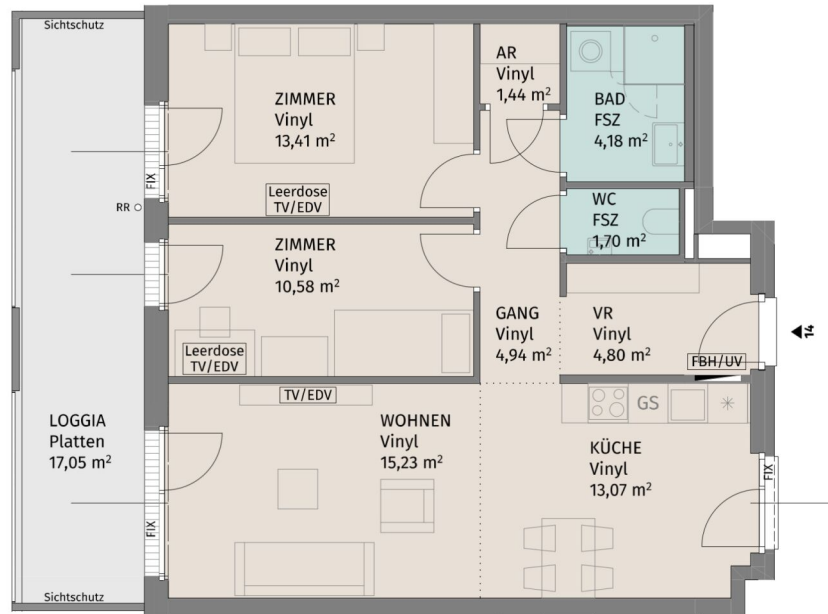 Sichtschutz
ZIMMER
Vinyl
13,41 m²
Leerdose
TV/EDV
AR
Vinyl
1,44 m²
BAD
FSZ
4,18 m²
FIX
RR
WC
FSZ
1,70 m²
ZIMMER
Vinyl
10,58 m²
Leerdose
TV/EDV
GANG
Vinyl
4,94 m²
VR
Vinyl
4,80 m²
FBH/UV
14
LOGGIA
Platten
17,05 m²
TV/EDV
WOHNEN
Vinyl
15,23 m²
GS
KÜCHE
Vinyl
13,07 m²
FIX
FIX
Sichtschutz